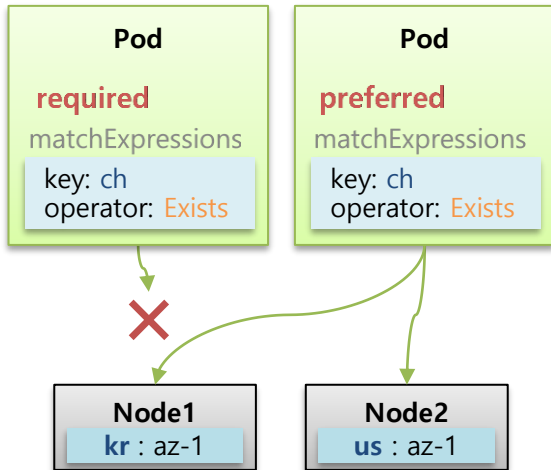 Pod
required
matchExpressions
key: ch
operator: Exists
Pod
preferred
matchExpressions
key: ch
operator: Exists
Node1
kr : az-1
Node2
us : az-1